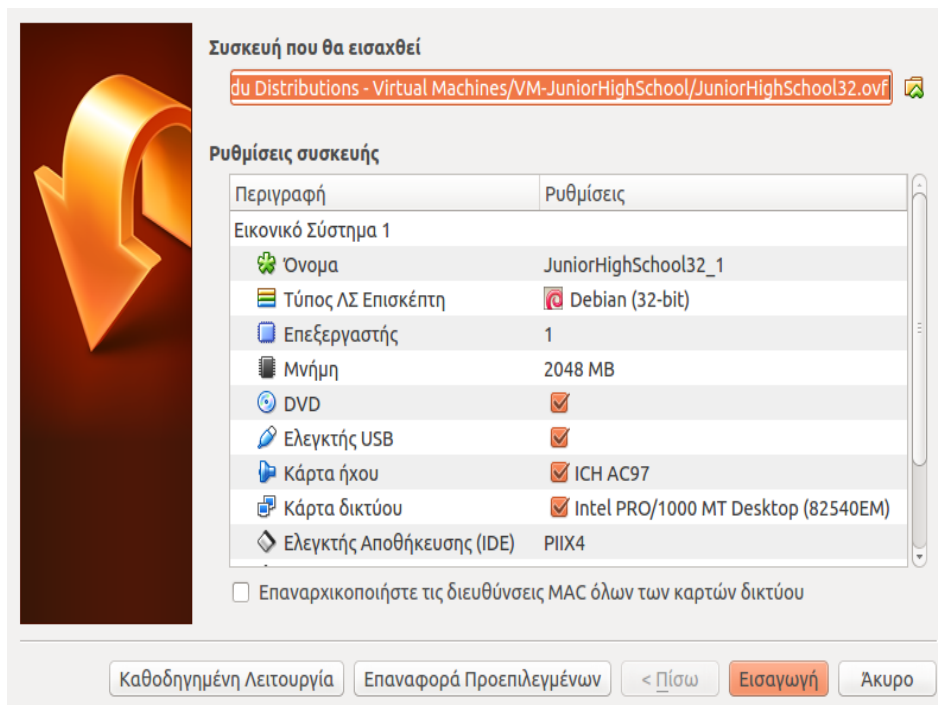 Συσκευή που θα εισαχθεί
du Distributions - Virtual Machines/VM-JuniorHighSchool/JuniorHighSchool32.ovf
Ρυθμίσεις συσκευής
Περιγραφή Ρυθμίσεις
Εικονικό Σύστημα 1
Όνομα JuniorHighSchool32_1
Τύπος ΛΣ Επισκέπτη Debian (32-bit)
Επεξεργαστής 1
Μνήμη 2048 MB
DVD
Ελεγκτής USB
Κάρτα ήχου ICH AC97
Κάρτα δικτύου Intel PRO/1000 MT Desktop (82540EM)
Ελεγκτής Αποθήκευσης (IDE) PIIX4
Επαναρχικοποιήστε τις διευθύνσεις MAC όλων των καρτών δικτύου
Καθοδηγημένη Λειτουργία Επαναφορά Προεπιλεγμένων < Πίσω Εισαγωγή Άκυρο